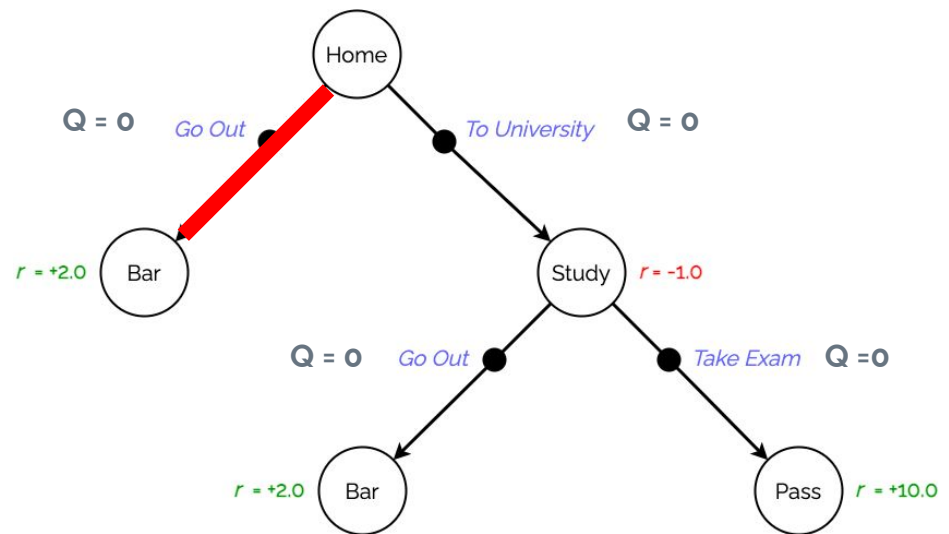 Home
Q = 0
Go Out
To University
Q = 0
r = +2.0
Bar
Study
r = -1.0
Q = 0
Go Out
Take Exam
Q =0
r = +2.0
Bar
Pass
r = +10.0